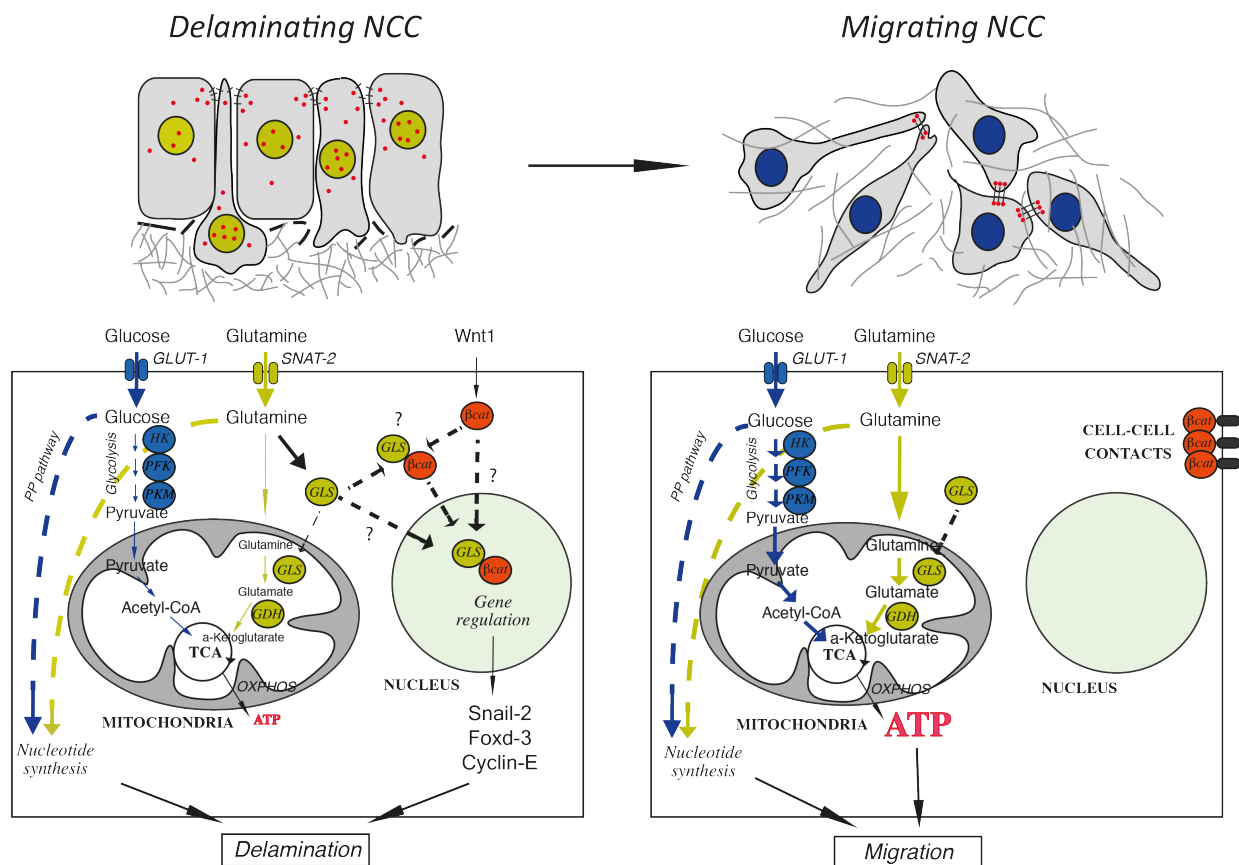 Delaminating NCC
Migrating NCC
Glucose
Glutamine
Wnt1
GLUT-1
SNAT-2
Glucose
Glutamine
βcat
?
PP pathway
Glycolysis
HK
PFK
PKM
GLS
βcat
?
GLS
?
Pyruvate
Pyruvate
Acetyl-CoA
Glutamine
GLS
Glutamate
GDH
a-Ketoglutarate
TCA
OXPHOS
MITOCHONDRIA
ATP
GLS
βcat
Gene
regulation
NUCLEUS
Snail-2
Foxd-3
Cyclin-E
Nucleotide
synthesis
Delamination
Glucose
Glutamine
GLUT-1
SNAT-2
Glucose
Glutamine
PP pathway
Glycolysis
HK
PFK
PKM
Pyruvate
Pyruvate
Acetyl-CoA
GLS
Glutamine
GLS
Glutamate
GDH
a-Ketoglutarate
TCA
OXPHOS
MITOCHONDRIA
ATP
CELL-CELL
CONTACTS
βcat
βcat
βcat
NUCLEUS
Nucleotide
synthesis
Migration